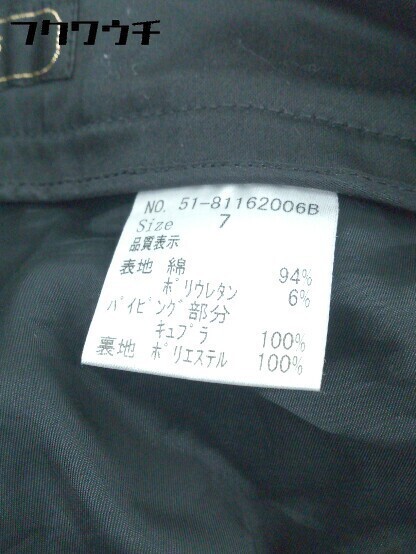 フクワウチ
NO. 51-81162006B
Size 7
品質表示
表地 綿 94%
ポリウレタン 6%
パイピング部分
キュプラ 100%
裏地 ポリエステル 100%